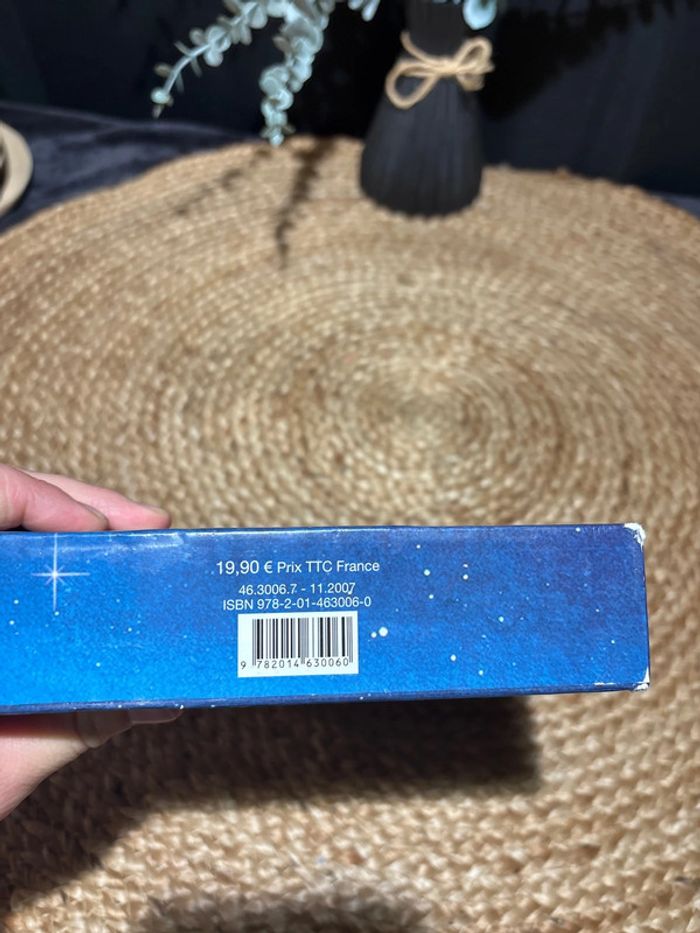 19,90 € Prix TTC France
46.3006.7 - 11.2007
ISBN 978-2-01-463006-0
9 782014 630060